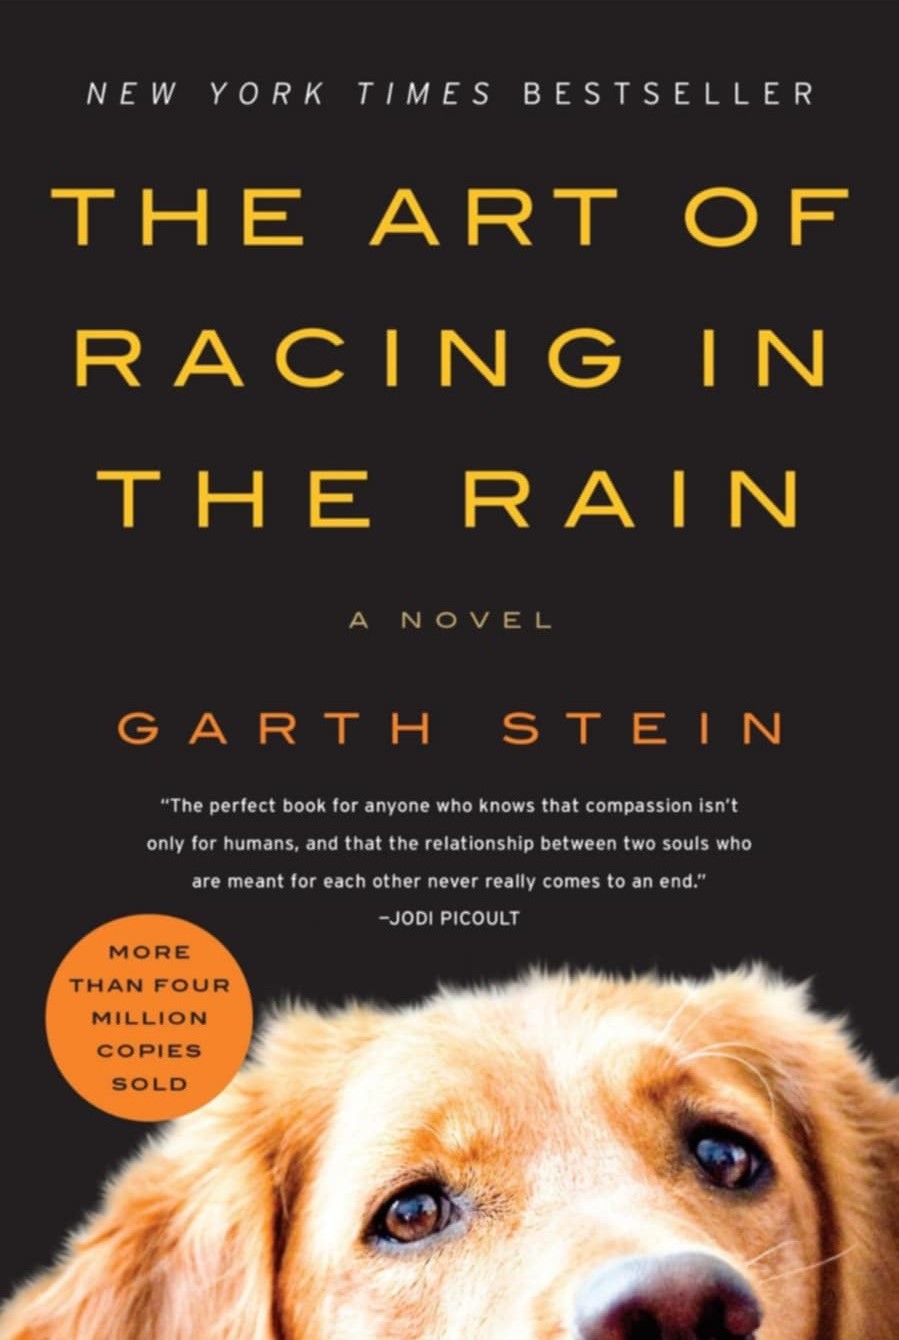 NEW YORK TIMES BESTSELLER
THE ART OF
RACING IN
THE RAIN
A NOVEL
GARTH STEIN
“The perfect book for anyone who knows that compassion isn’t
only for humans, and that the relationship between two souls who
are meant for each other never really comes to an end.”
—JODI PICOULT
MORE
THAN FOUR
MILLION
COPIES
SOLD